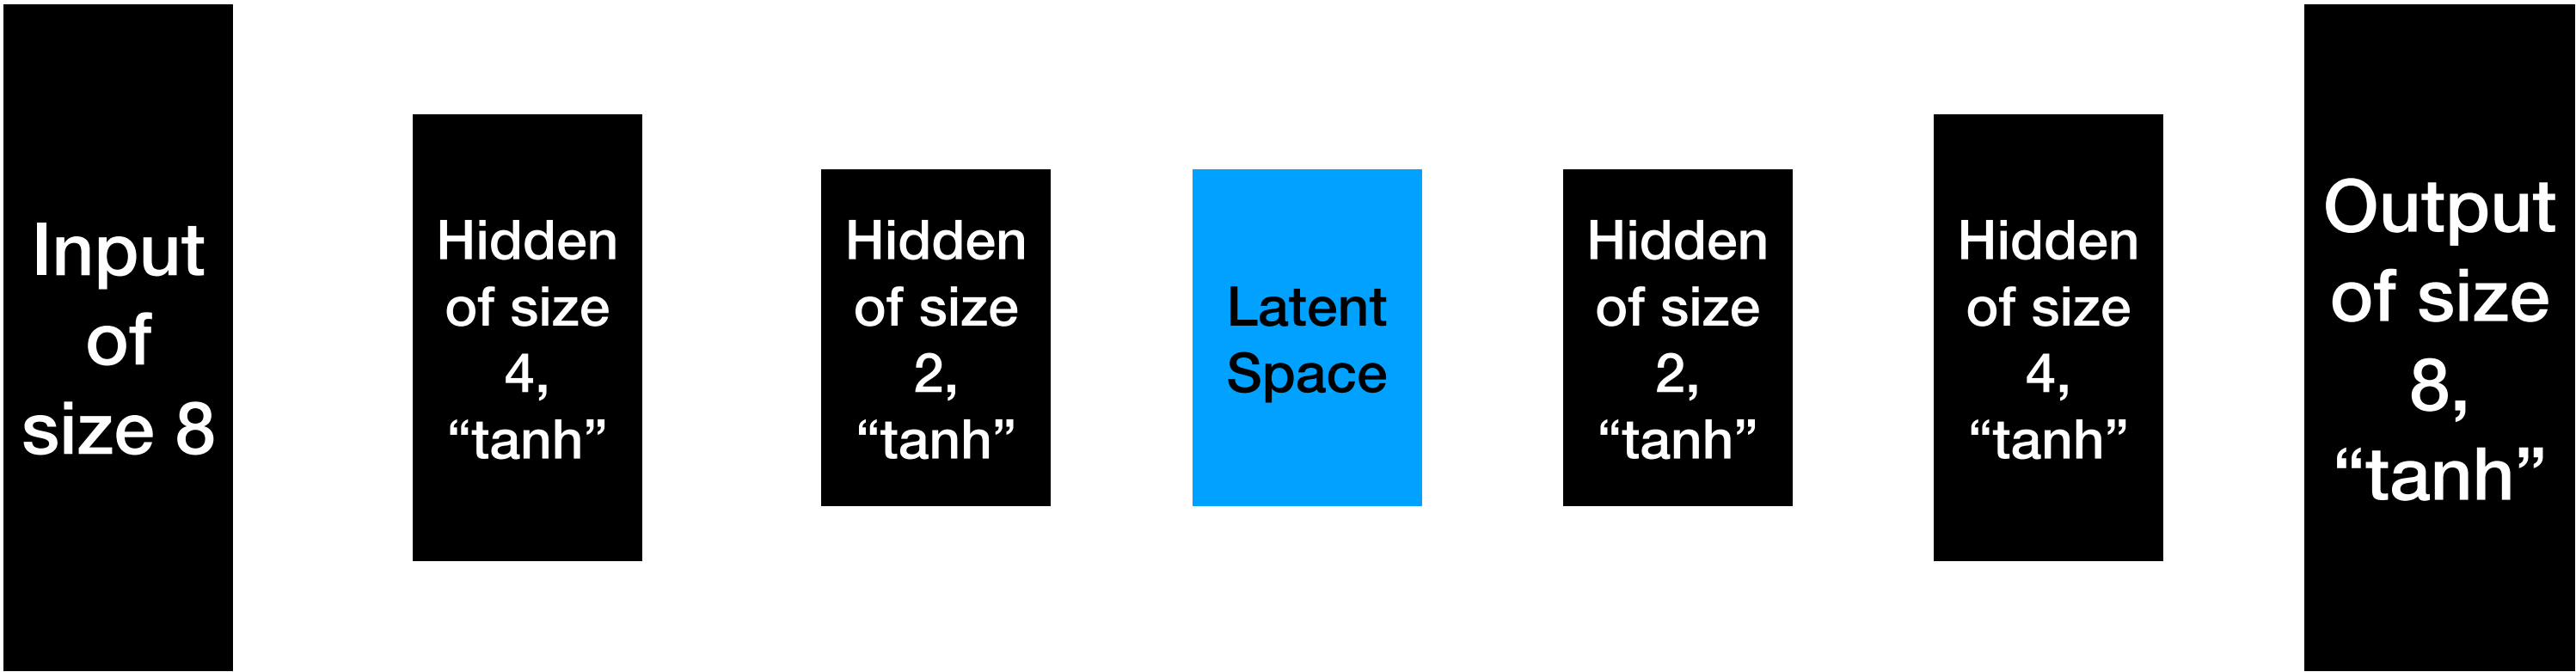 Input
of
size 8
Hidden
of size
4,
“tanh”
Hidden
of size
2,
“tanh”
Latent
Space
Hidden
of size
2,
“tanh”
Hidden
of size
4,
“tanh”
Output
of size
8,
“tanh”